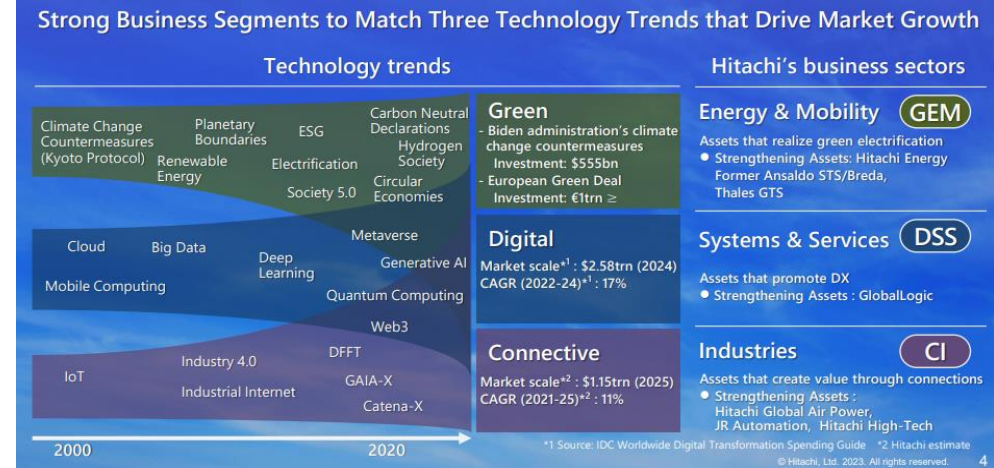 Strong Business Segments to Match Three Technology Trends that Drive Market Growth
Technology trends
Climate Change
Countermeasures
(Kyoto Protocol)
Planetary
Boundaries
ESG
Carbon Neutral
Declarations
Renewable
Energy
Electrification
Hydrogen
Society
Society 5.0
Circular
Economies
Cloud
Big Data
Deep
Learning
Metaverse
Generative AI
Mobile Computing
Quantum Computing
Web3
IoT
Industry 4.0
DFFT
Industrial Internet
GAIA-X
Catena-X
2000
2020
Green
- Biden administration's climate
change countermeasures
Investment: $555bn
- European Green Deal
Investment: €1trn ≥
Digital
Market scale*1 : $2.58trn (2024)
CAGR (2022-24)*1 : 17%
Connective
Market scale*2 : $1.15trn (2025)
CAGR (2021-25)*2 : 11%
Hitachi's business sectors
Energy & Mobility GEM
Assets that realize green electrification
● Strengthening Assets: Hitachi Energy
Former Ansaldo STS/Breda,
Thales GTS
Systems & Services DSS
Assets that promote DX
● Strengthening Assets : GlobalLogic
Industries CI
Assets that create value through connections
● Strengthening Assets :
Hitachi Global Air Power,
JR Automation, Hitachi High-Tech
*1 Source: IDC Worldwide Digital Transformation Spending Guide *2 Hitachi estimate
© Hitachi, Ltd. 2023. All rights reserved. 4